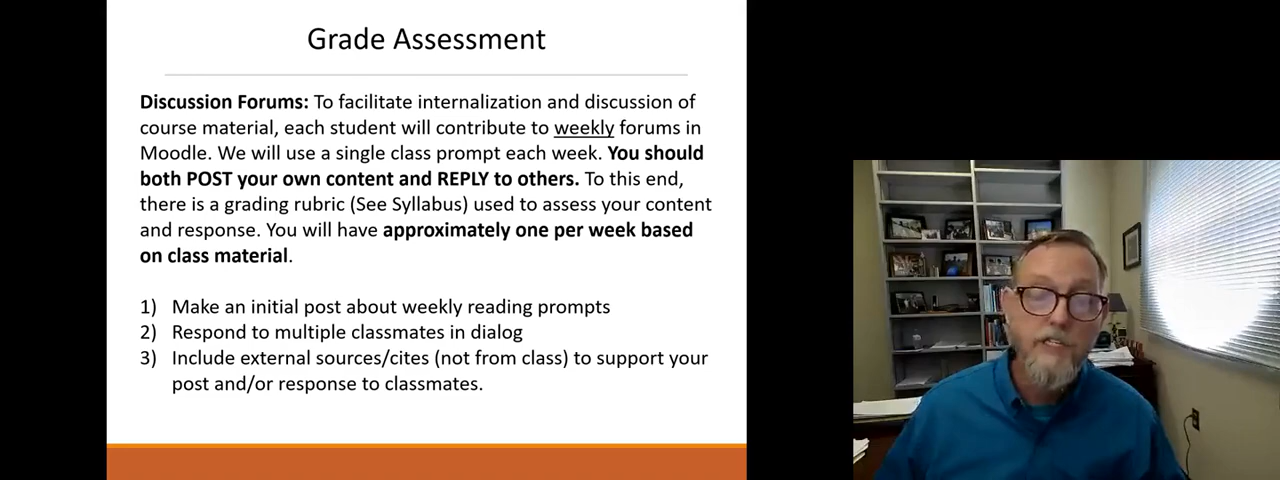 Grade Assessment
Discussion Forums: To facilitate internalization and discussion of
course material, each student will contribute to weekly forums in
Moodle. We will use a single class prompt each week. You should
both POST your own content and REPLY to others. To this end,
there is a grading rubric (See Syllabus) used to assess your content
and response. You will have approximately one per week based
on class material.
1) Make an initial post about weekly reading prompts
2) Respond to multiple classmates in dialog
3) Include external sources/cites (not from class) to support your
post and/or response to classmates.